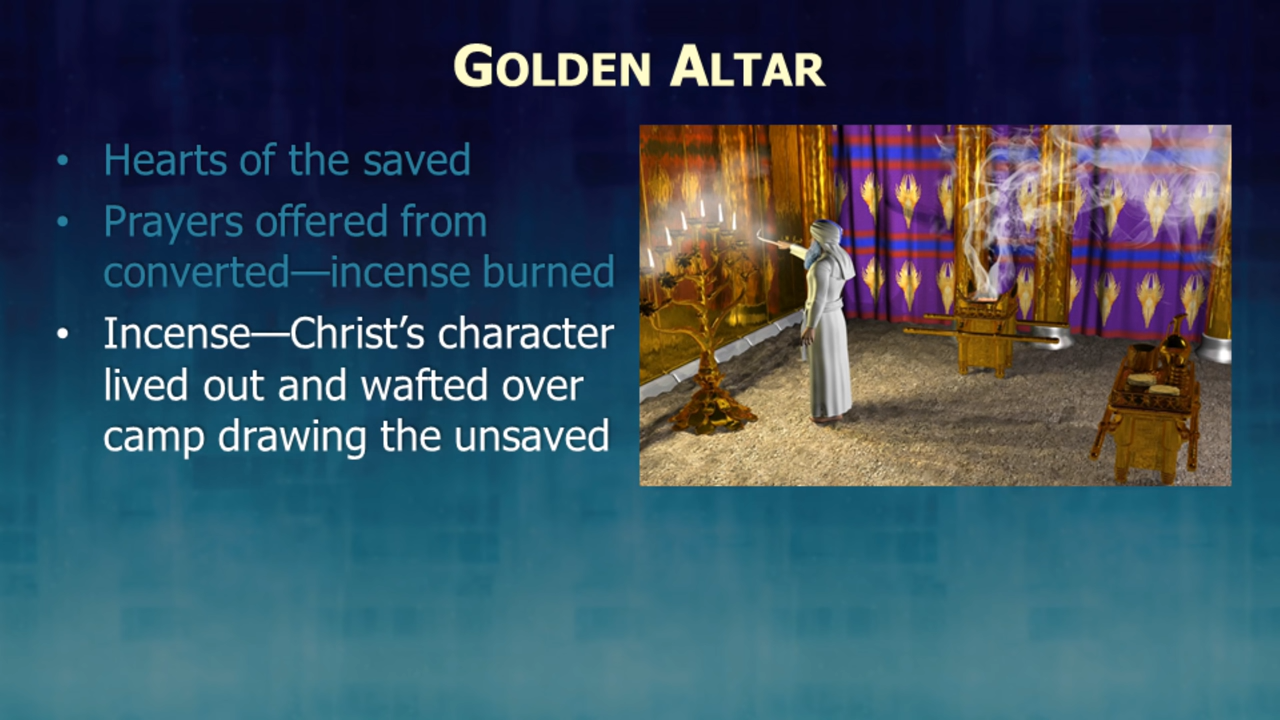 GOLDEN ALTAR
• Hearts of the saved
• Prayers offered from
converted—incense burned
• Incense—Christ's character
lived out and wafted over
camp drawing the unsaved